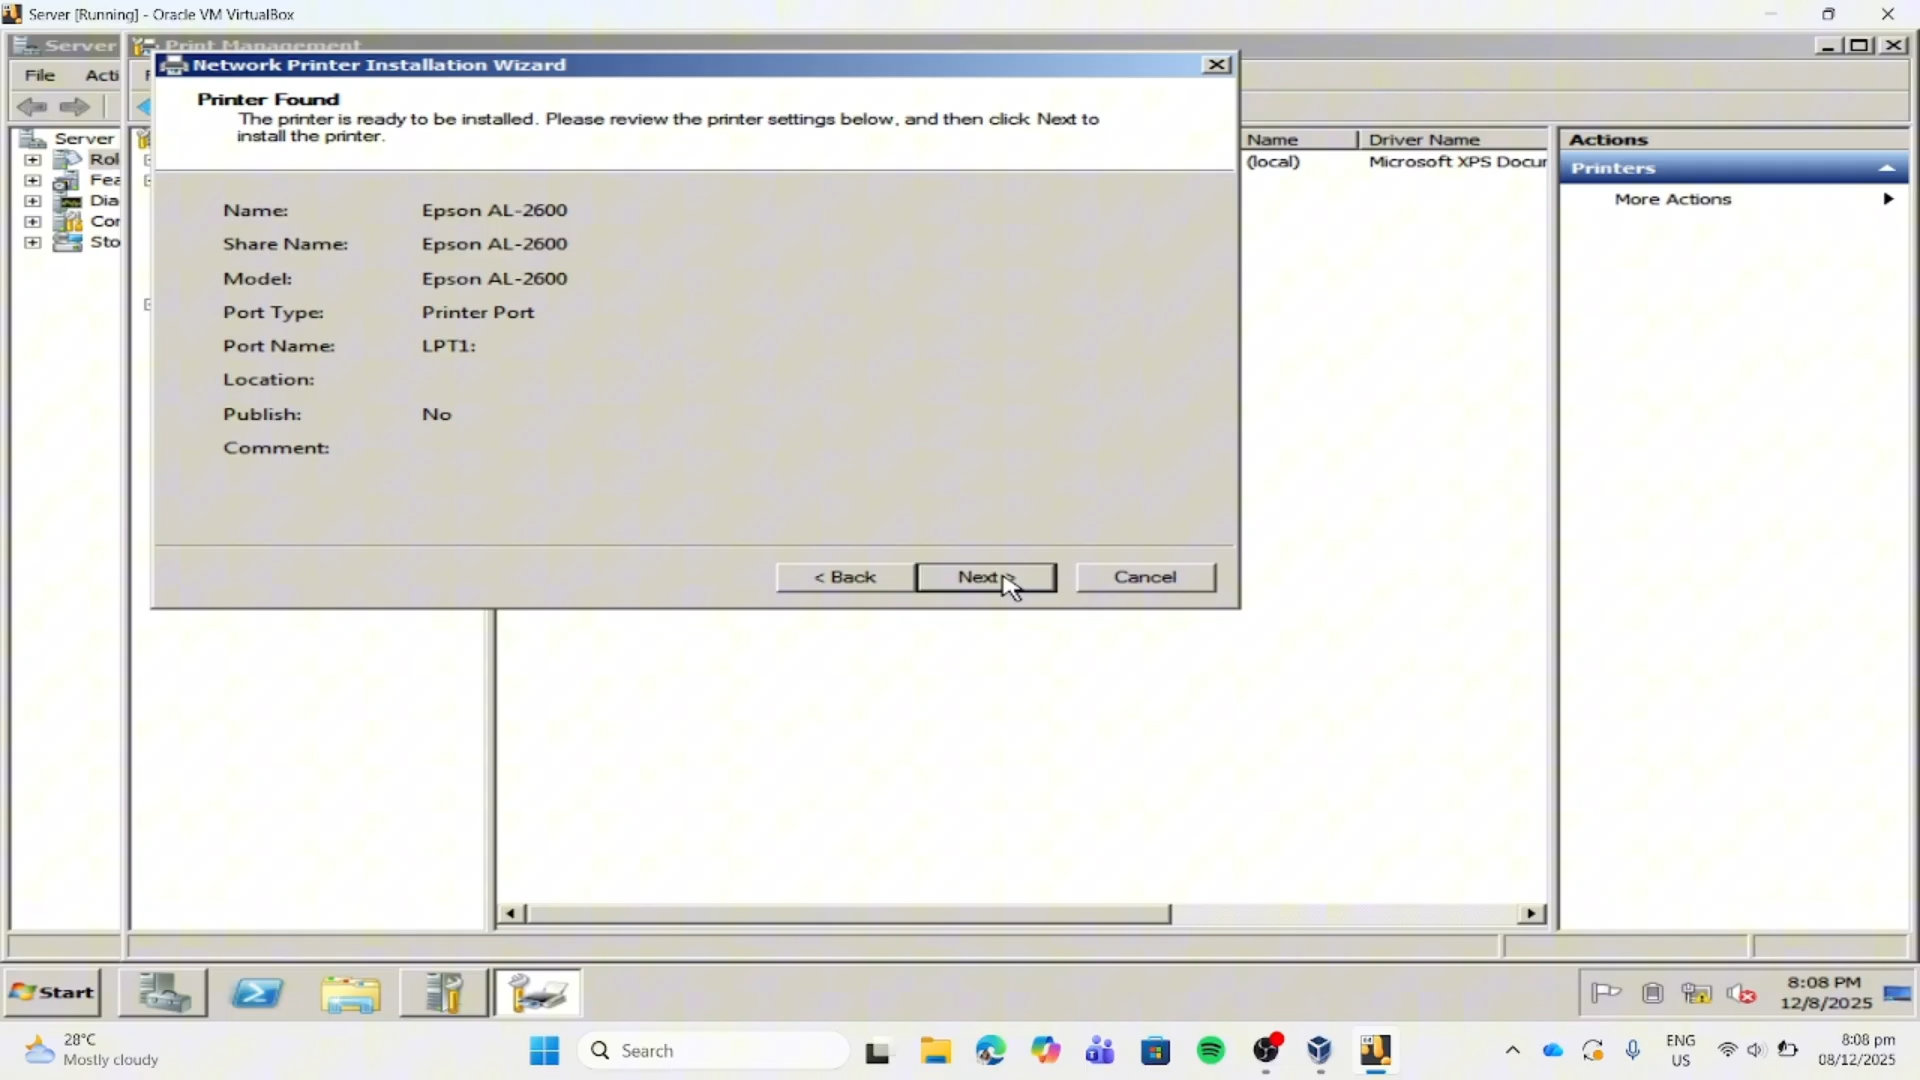 Server [Running] - Oracle VM VirtualBox
Server
Print Management
File
Acti
Network Printer Installation Wizard
Printer Found
The printer is ready to be installed. Please review the printer settings below, and then click Next to
install the printer.
Server
Rol
Fea
Dia
Cor
Sto
Name: Epson AL-2600
Share Name: Epson AL-2600
Model: Epson AL-2600
Port Type: Printer Port
Port Name: LPT1:
Location:
Publish: No
Comment:
< Back
Next >
Cancel
Name
Driver Name
(local)
Microsoft XPS Docur
Actions
Printers
More Actions
Start
8:08 PM
12/8/2025
28°C
Mostly cloudy
Search
ENG
US
8:08 pm
08/12/2025